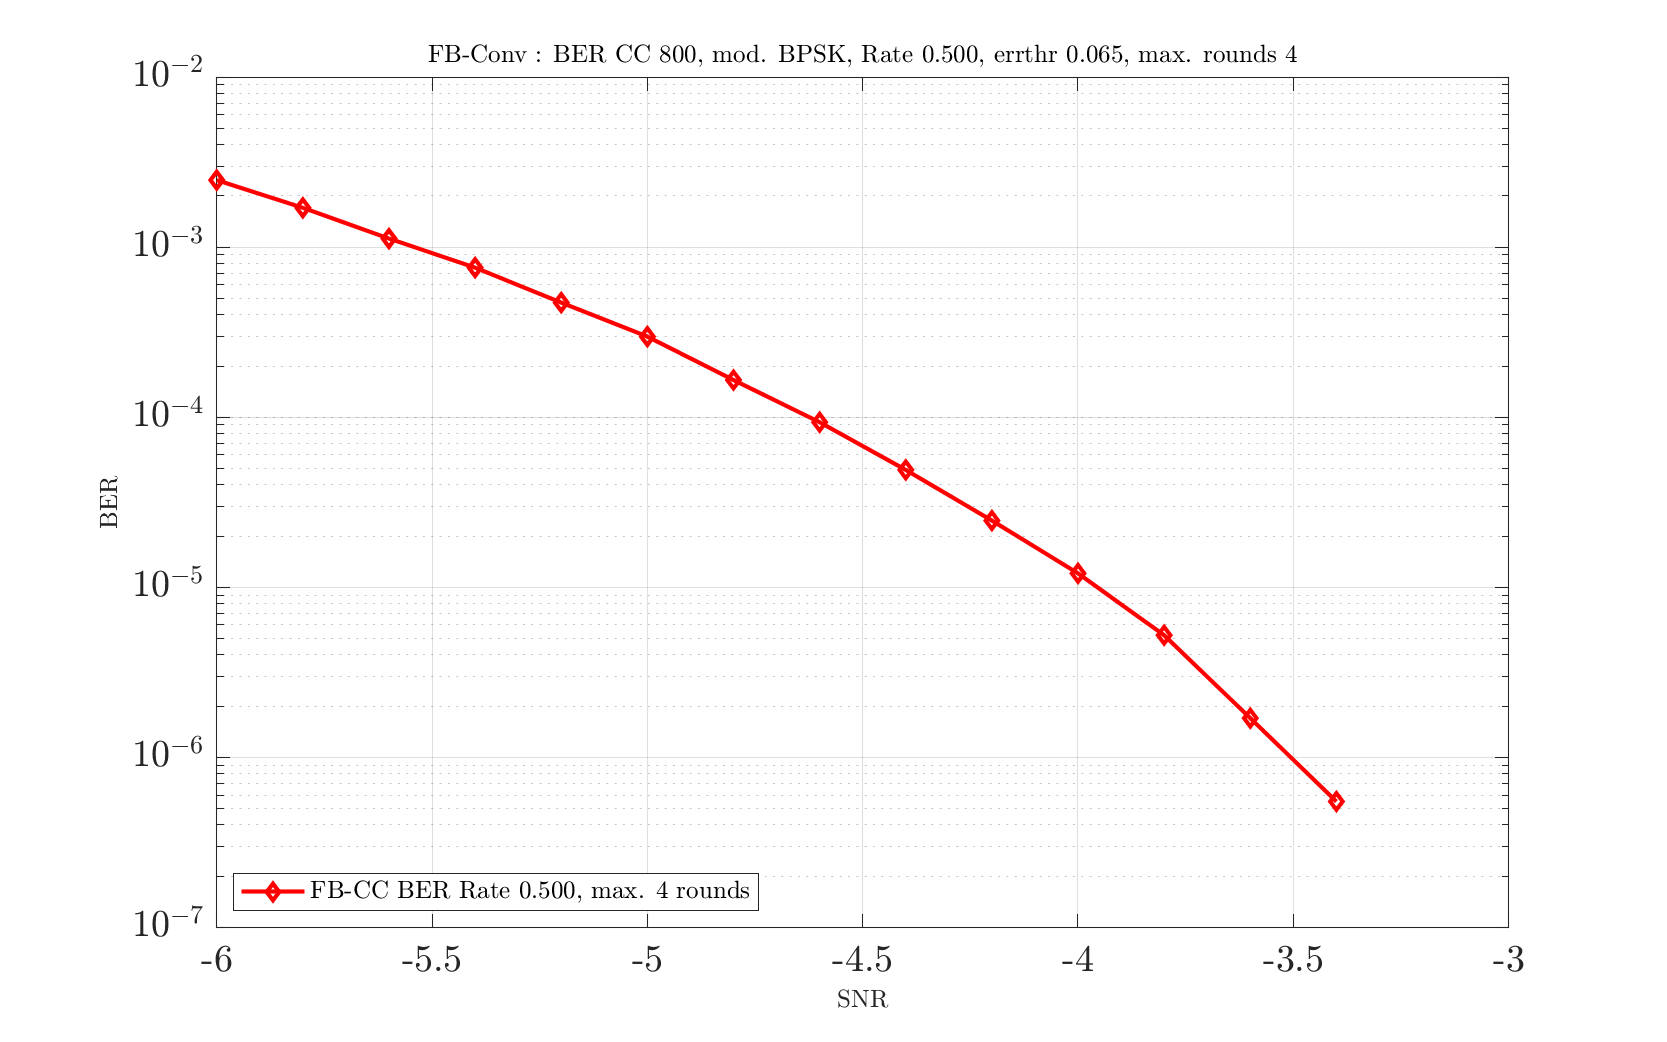 FB-Conv : BER CC 800, mod. BPSK, Rate 0.500, errthr 0.065, max. rounds 4
10⁻²
10⁻³
10⁻⁴
10⁻⁵
10⁻⁶
10⁻⁷
BER
FB-CC BER Rate 0.500, max. 4 rounds
-6 -5.5 -5 -4.5 -4 -3.5 -3
SNR